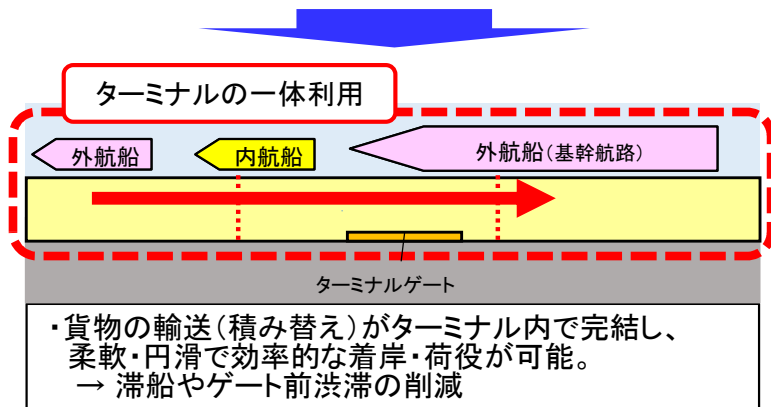 ターミナルの一体利用
外航船
内航船
外航船(基幹航路)
ターミナルゲート
・貨物の輸送(積み替え)がターミナル内で完結し、
柔軟・円滑で効率的な着岸・荷役が可能。
→ 滞船やゲート前渋滞の削減